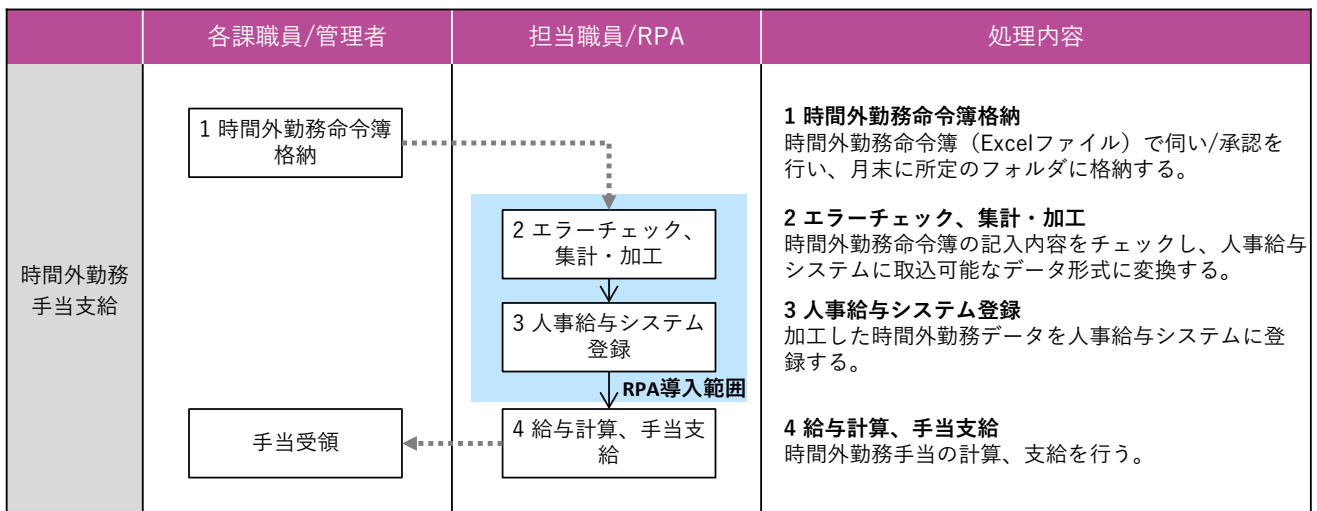 各課職員/管理者
担当職員/RPA
処理内容
時間外勤務
手当支給
1 時間外勤務命令簿
格納
2 エラーチェック、
集計・加工
3 人事給与システム
登録
RPA導入範囲
4 給与計算、手当支
給
手当受領
1 時間外勤務命令簿格納
時間外勤務命令簿（Excelファイル）で伺い/承認を
行い、月末に所定のフォルダに格納する。
2 エラーチェック、集計・加工
時間外勤務命令簿の記入内容をチェックし、人事給与
システムに取込可能なデータ形式に変換する。
3 人事給与システム登録
加工した時間外勤務データを人事給与システムに登
録する。
4 給与計算、手当支給
時間外勤務手当の計算、支給を行う。